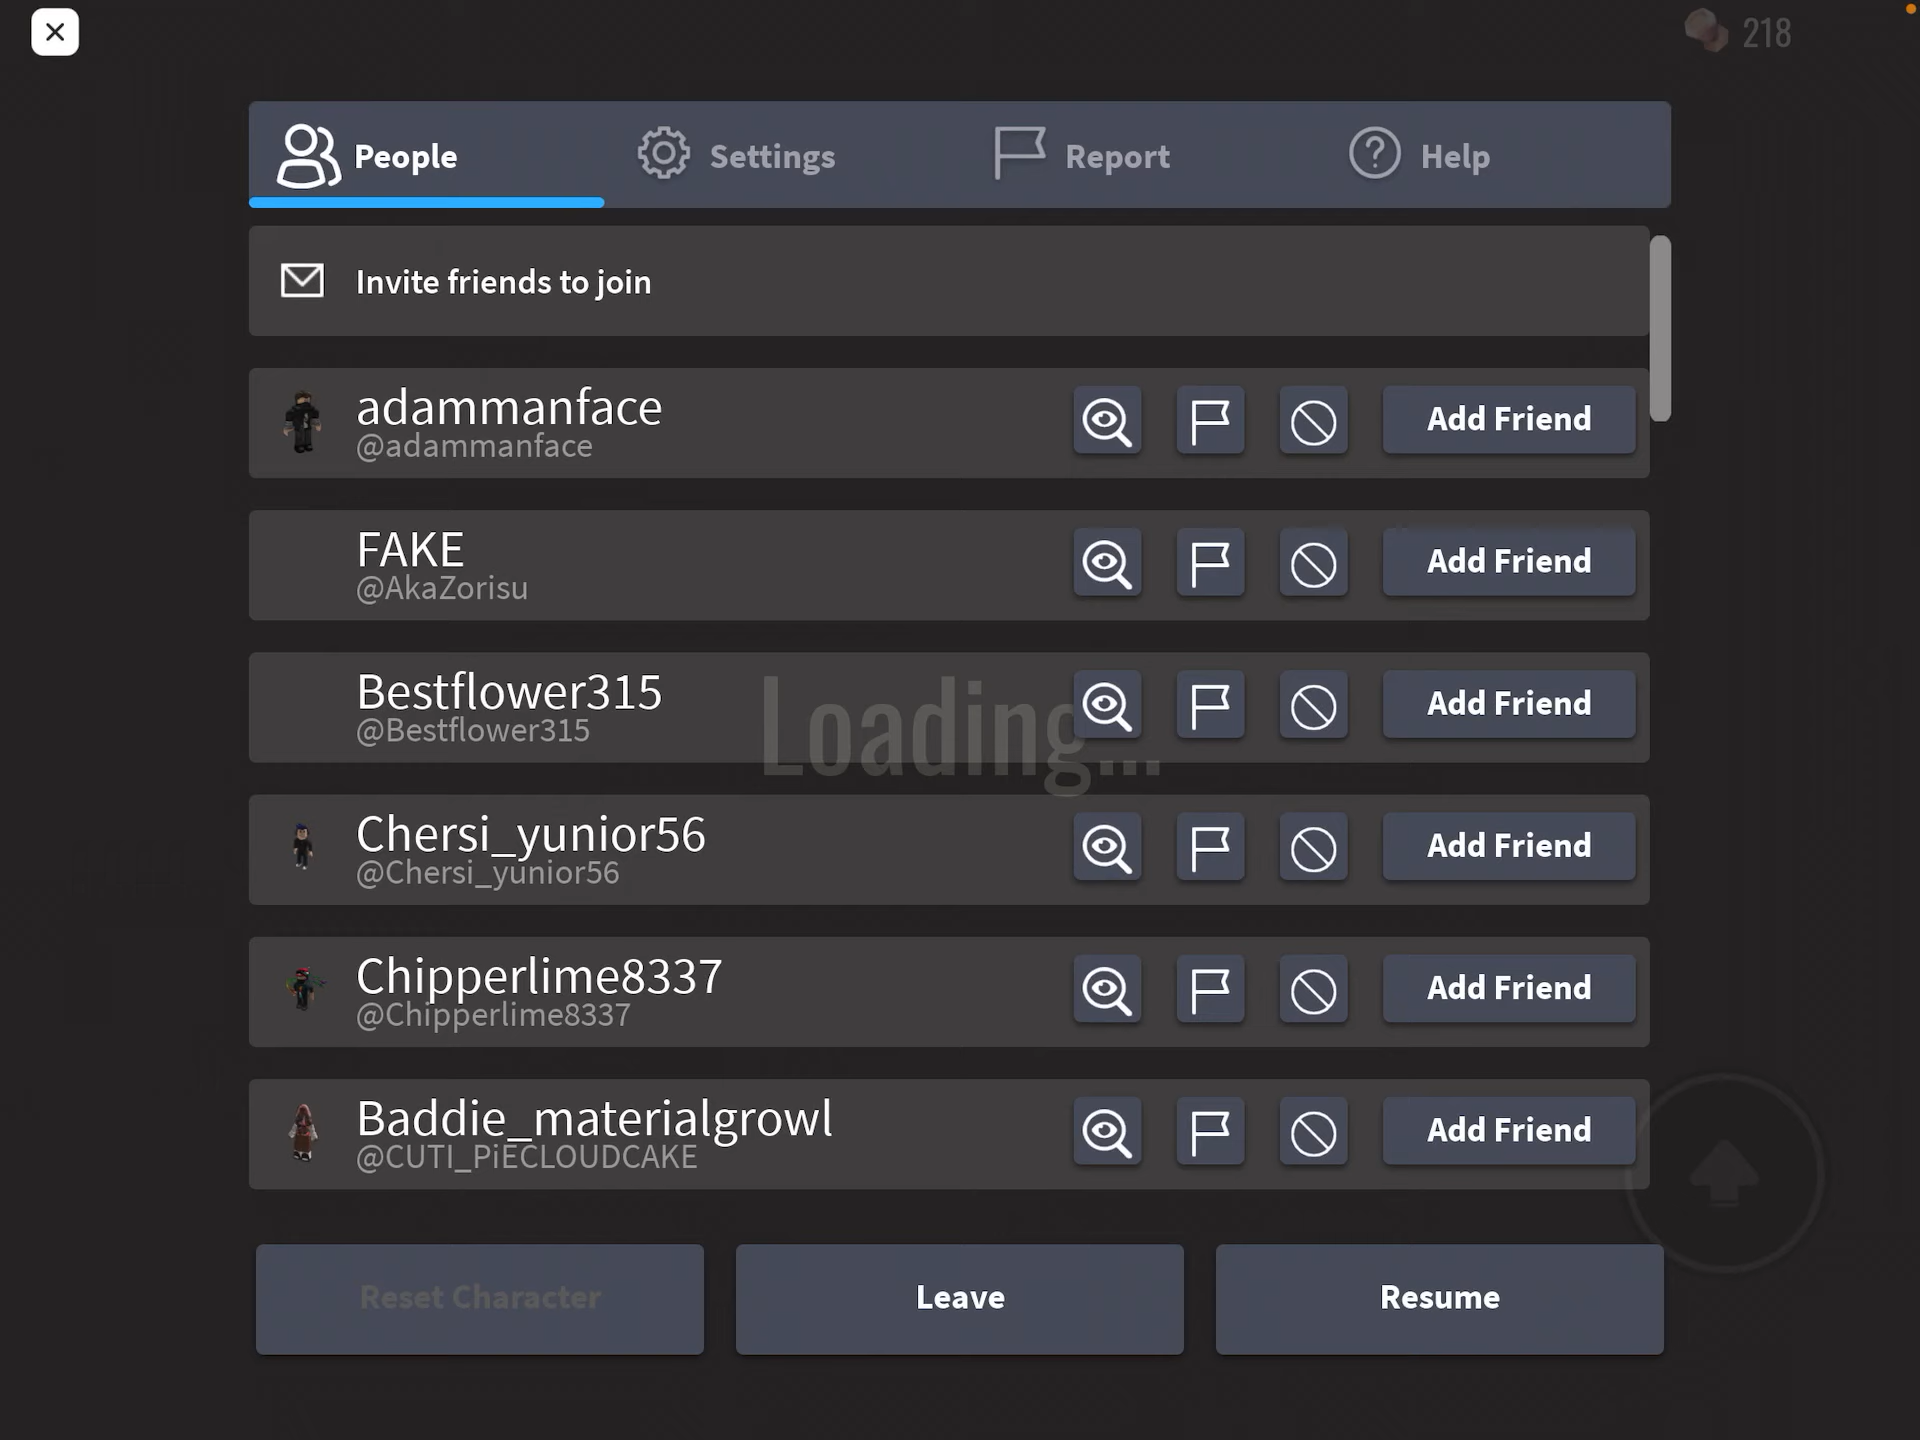 218
People
Settings
Report
Help
Invite friends to join
adammanface
@adammanface
Add Friend
FAKE
@AkaZorisu
Add Friend
Bestflower315
@Bestflower315
Add Friend
Loading...
Chersi_yunior56
@Chersi_yunior56
Add Friend
Chipperlime8337
@Chipperlime8337
Add Friend
Baddie_materialgrowl
@CUTI_PiECLOUDCAKE
Add Friend
Reset Character
Leave
Resume